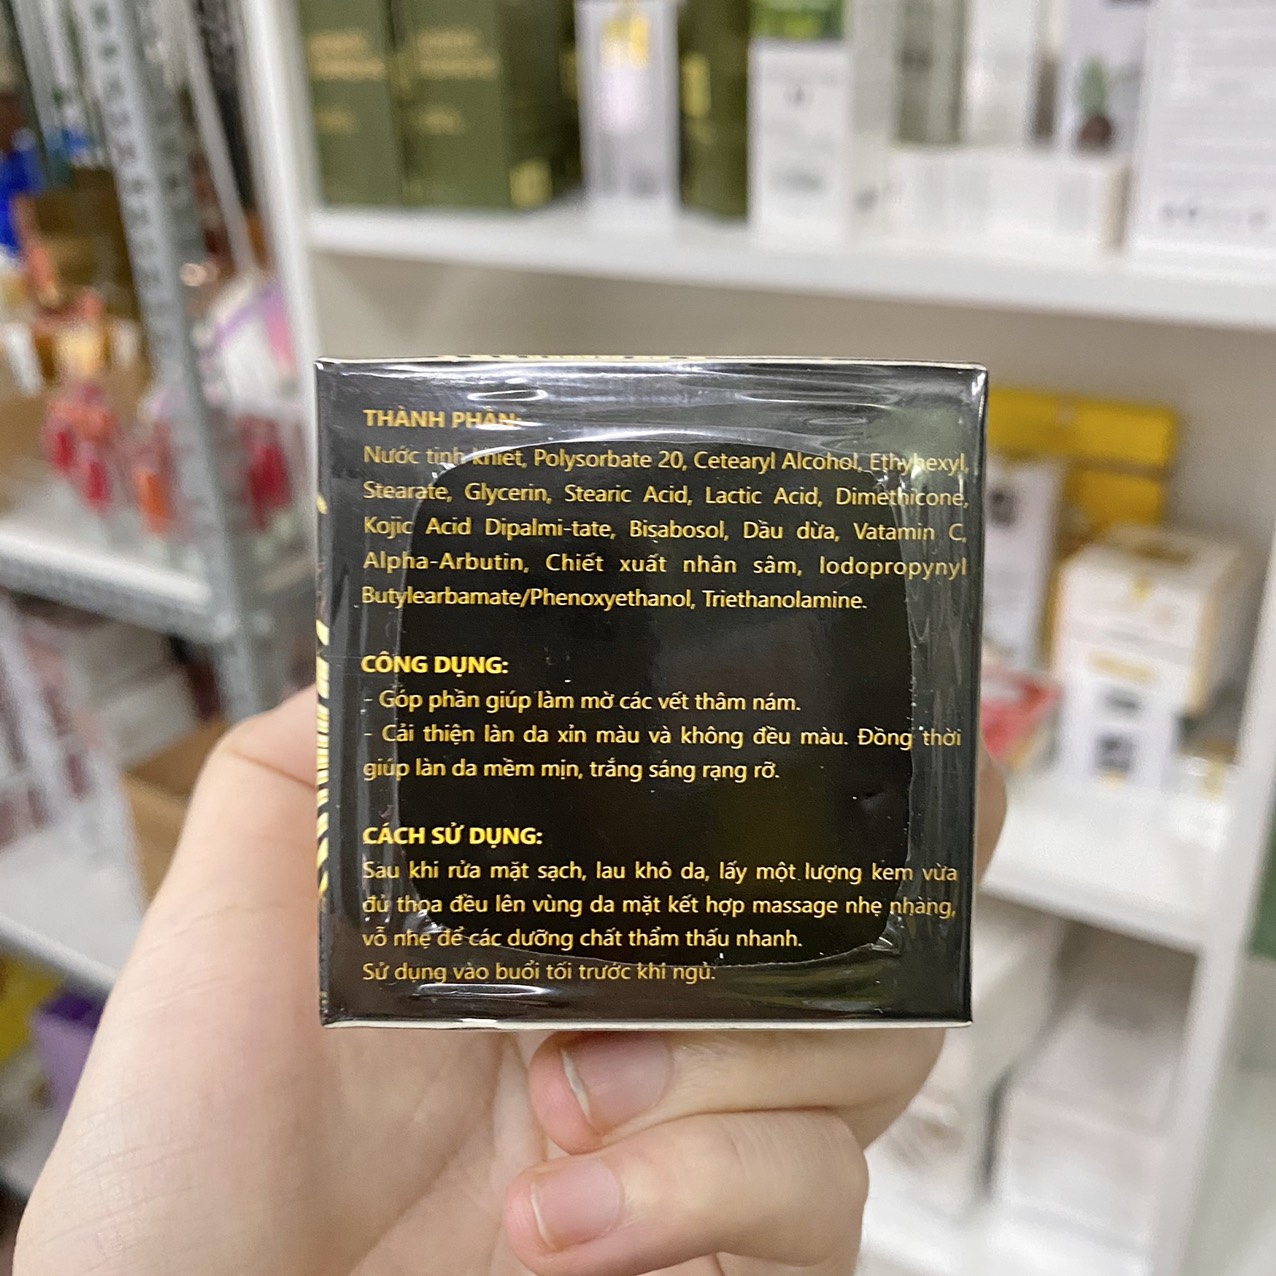 THÀNH PHẦN:
Nước tinh khiết, Polysorbate 20, Cetearyl Alcohol, Ethyhexyl,
Stearate, Glycerin, Stearic Acid, Lactic Acid, Dimethicone,
Kojic Acid Dipalmi-tate, Bisabosol, Dầu dừa, Vatamin C,
Alpha-Arbutin, Chiết xuất nhân sâm, Iodopropynyl
Butylearbamate/Phenoxyethanol, Triethanolamine.
CÔNG DỤNG:
- Góp phần giúp làm mờ các vết thâm nám.
- Cải thiện làn da xỉn màu và không đều màu. Đồng thời
giúp làn da mềm mịn, trắng sáng rạng rỡ.
CÁCH SỬ DỤNG:
Sau khi rửa mặt sạch, lau khô da, lấy một lượng kem vừa
đủ thoa đều lên vùng da mặt kết hợp massage nhẹ nhàng,
vỗ nhẹ để các dưỡng chất thẩm thấu nhanh.
Sử dụng vào buổi tối trước khi ngủ.